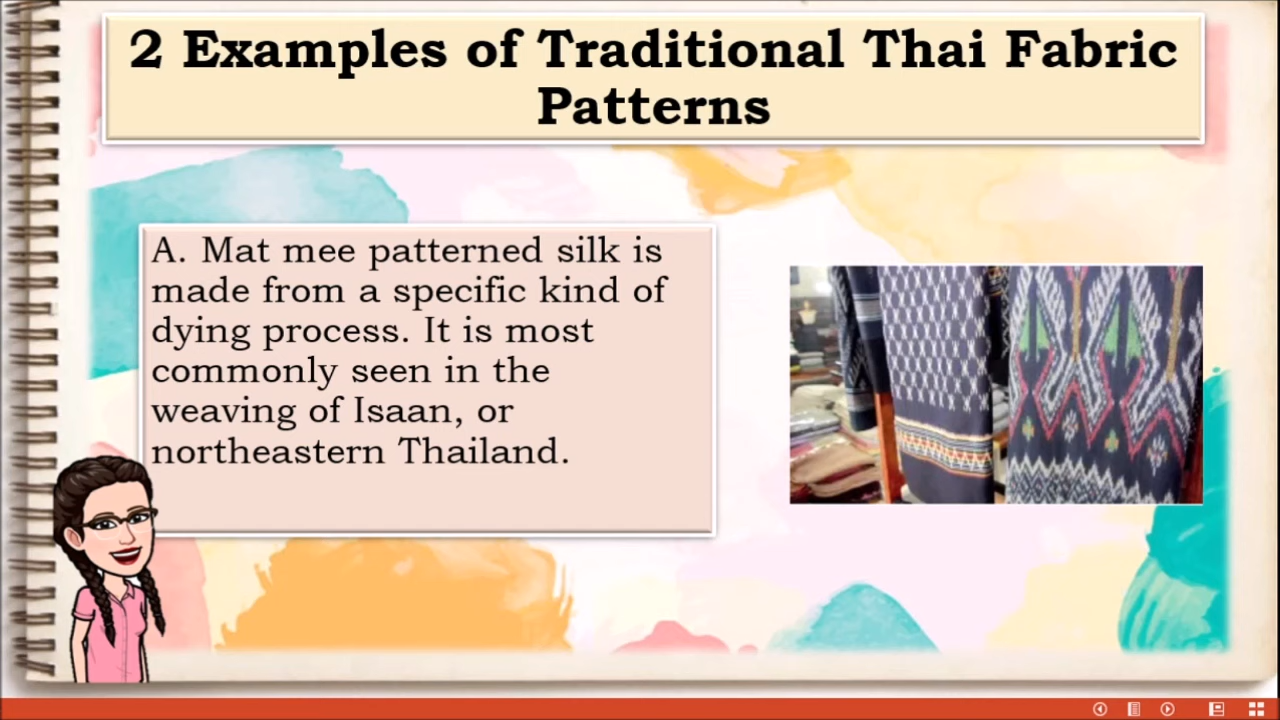 2 Examples of Traditional Thai Fabric
Patterns
A. Mat mee patterned silk is
made from a specific kind of
dying process. It is most
commonly seen in the
weaving of Isaan, or
northeastern Thailand.